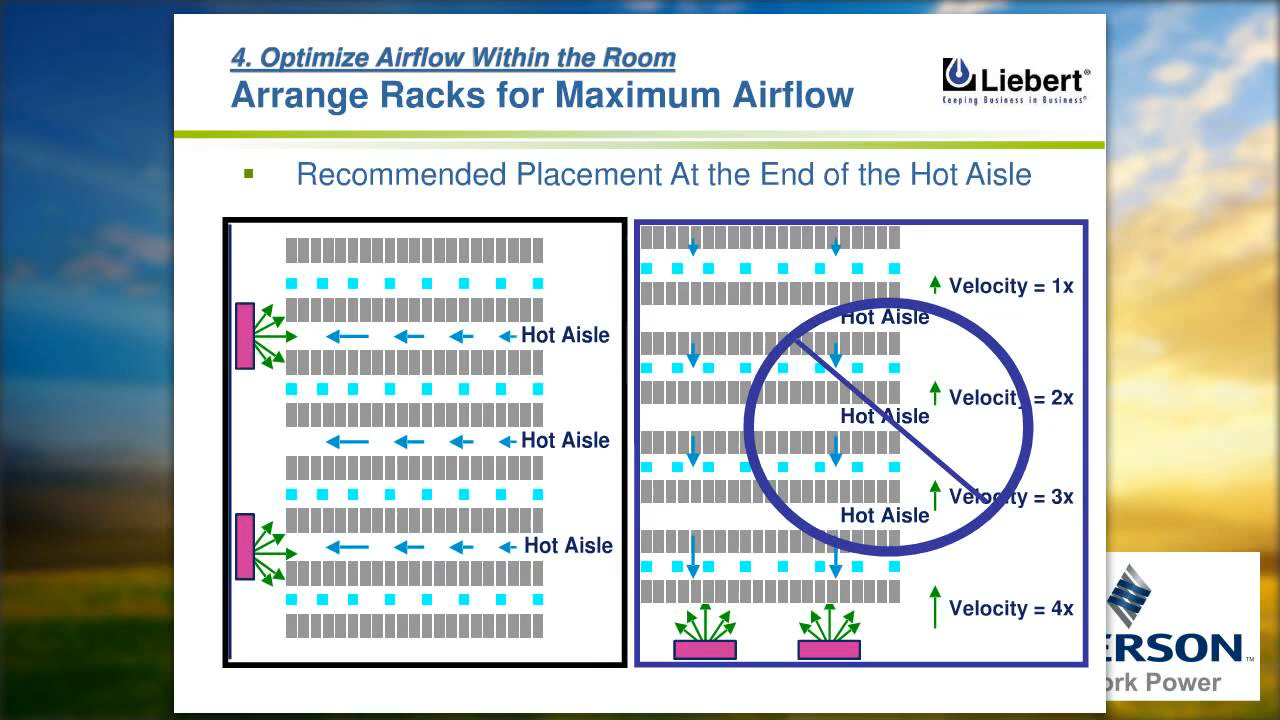 4. Optimize Airflow Within the Room
Arrange Racks for Maximum Airflow
Liebert®
Keeping Business in Business®
Recommended Placement At the End of the Hot Aisle
Hot Aisle
Hot Aisle
Hot Aisle
Velocity = 1x
Hot Aisle
Velocity = 2x
Hot Aisle
Velocity = 3x
Hot Aisle
Velocity = 4x
ERSON™
ork Power